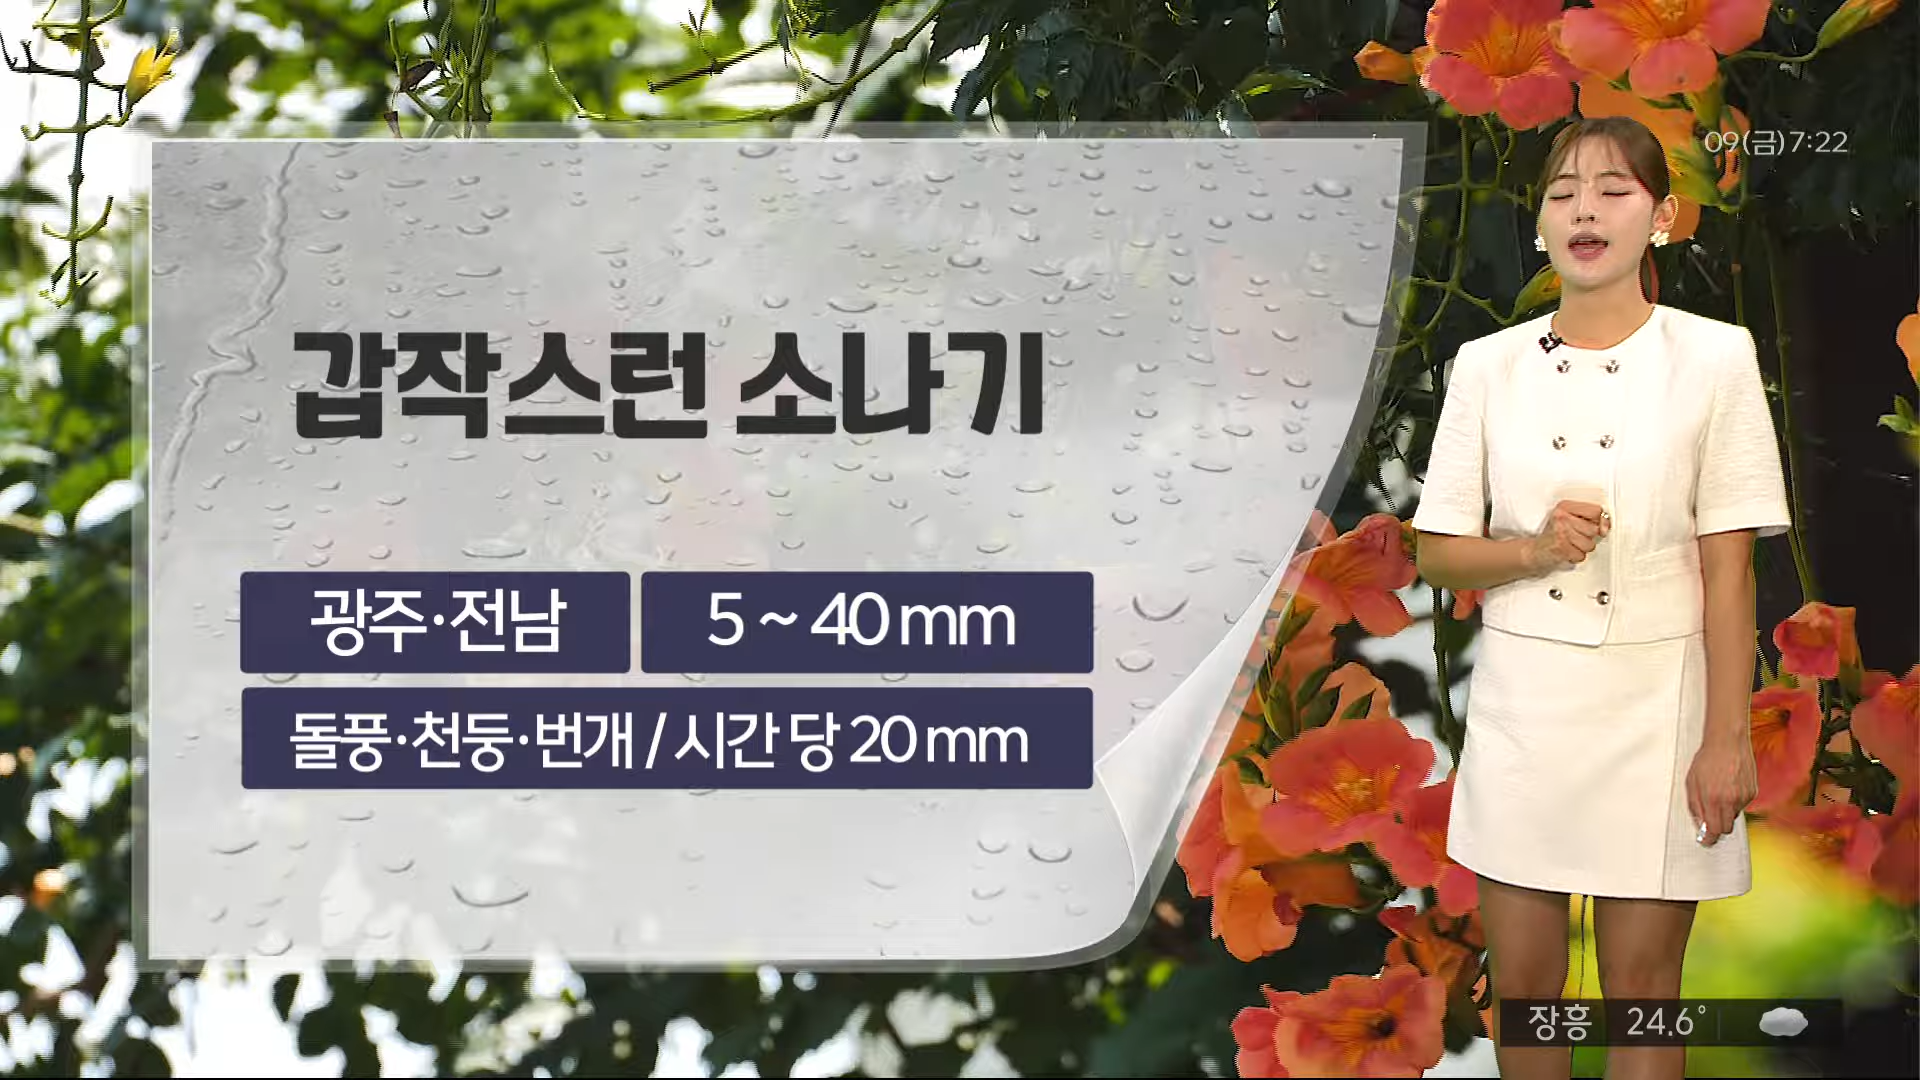 09(금) 7:22
갑작스런 소나기
광주·전남 5 ~ 40 mm
돌풍·천둥·번개 / 시간 당 20 mm
장흥 24.6°